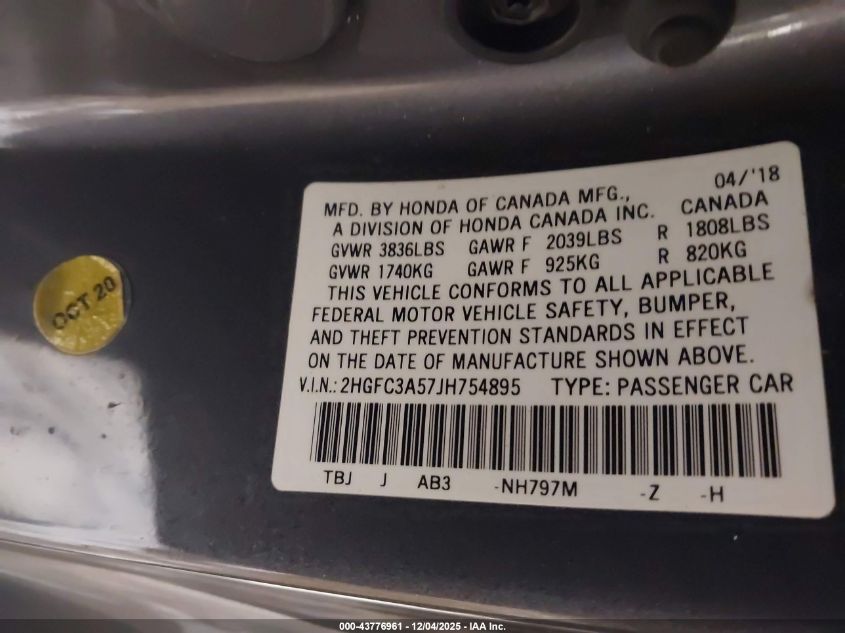 04/'18
MFD. BY HONDA OF CANADA MFG.,
A DIVISION OF HONDA CANADA INC. CANADA
GVWR 3836LBS GAWR F 2039LBS R 1808LBS
GVWR 1740KG GAWR F 925KG R 820KG
THIS VEHICLE CONFORMS TO ALL APPLICABLE
FEDERAL MOTOR VEHICLE SAFETY, BUMPER,
AND THEFT PREVENTION STANDARDS IN EFFECT
ON THE DATE OF MANUFACTURE SHOWN ABOVE.
V.I.N.: 2HGFC3A57JH754895 TYPE: PASSENGER CAR
TBJ J AB3 -NH797M -Z -H
OCT 20
000-43776961 - 12/04/2025 - IAA Inc.